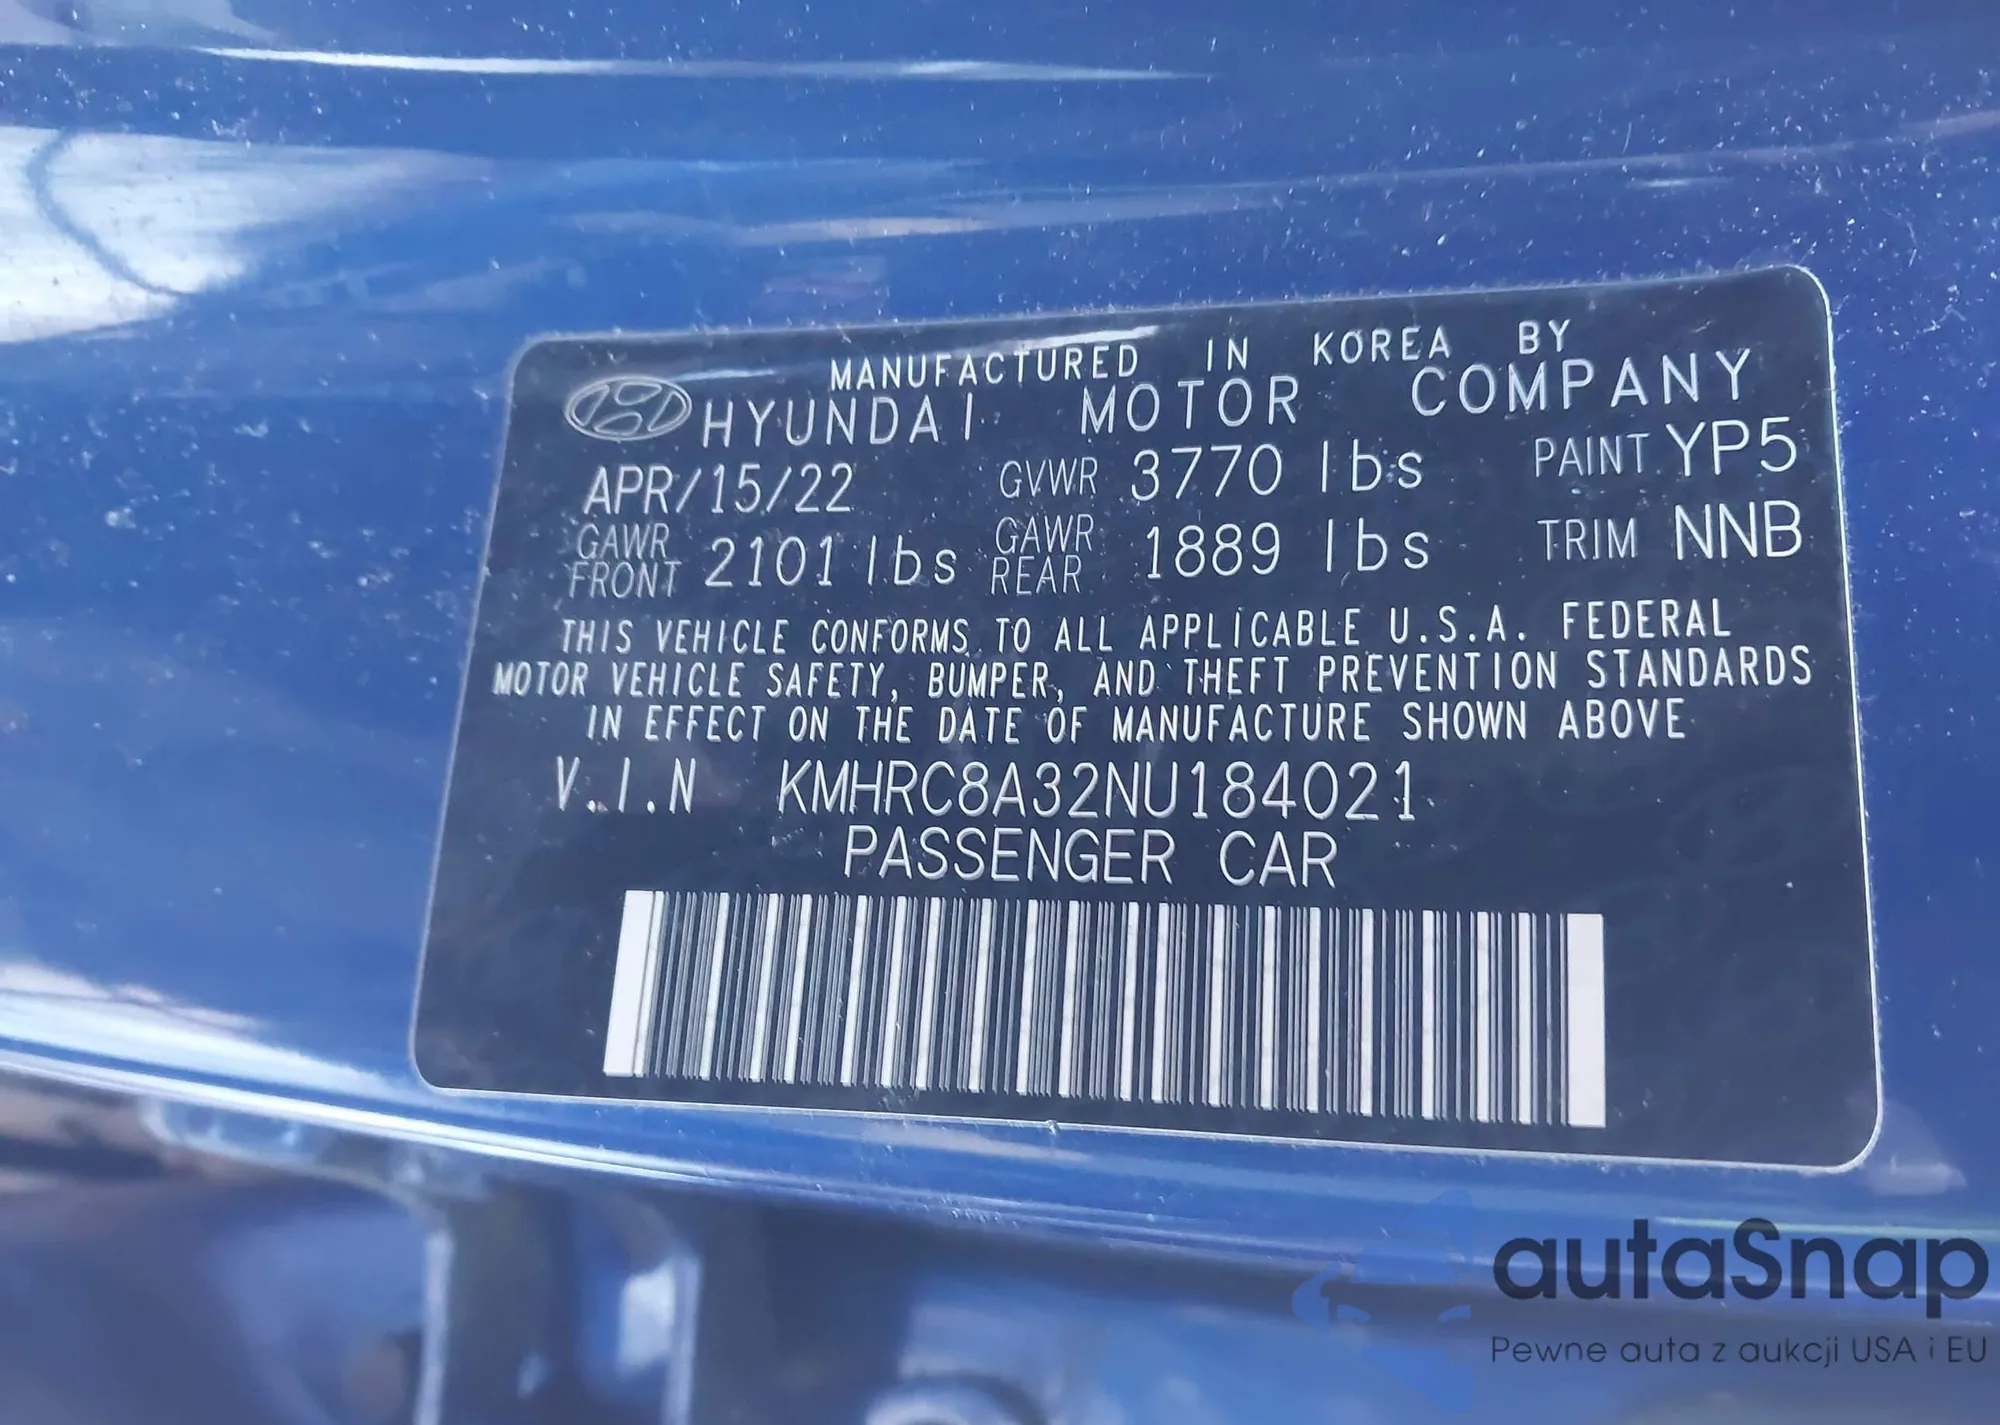 MANUFACTURED IN KOREA BY
HYUNDAI MOTOR COMPANY
APR/15/22 GVWR 3770 lbs PAINT YP5
GAWR FRONT 2101 lbs GAWR REAR 1889 lbs TRIM NNB
THIS VEHICLE CONFORMS TO ALL APPLICABLE U.S.A. FEDERAL
MOTOR VEHICLE SAFETY, BUMPER, AND THEFT PREVENTION STANDARDS
IN EFFECT ON THE DATE OF MANUFACTURE SHOWN ABOVE
V.I.N KMHRC8A32NU184021
PASSENGER CAR
autaSnap
Pewne auta z aukcji USA i EU